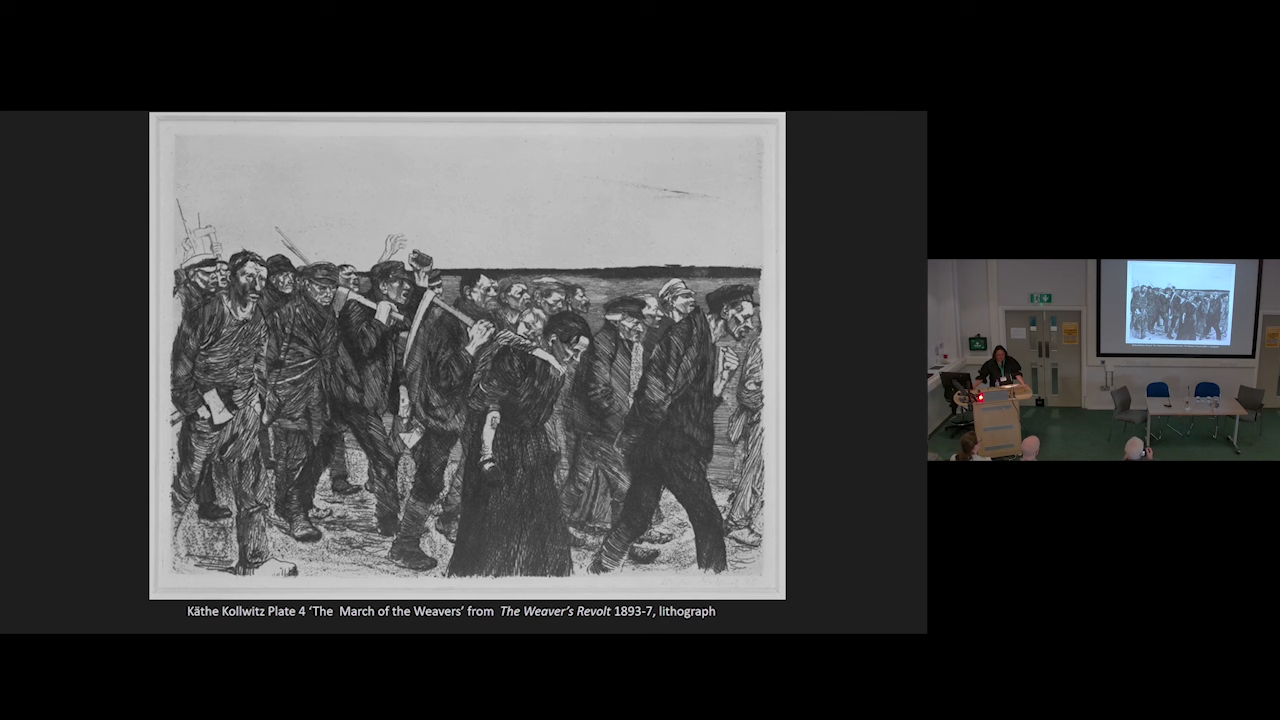 Käthe Kollwitz Plate 4 ‘The March of the Weavers’ from The Weaver’s Revolt 1893-7, lithograph